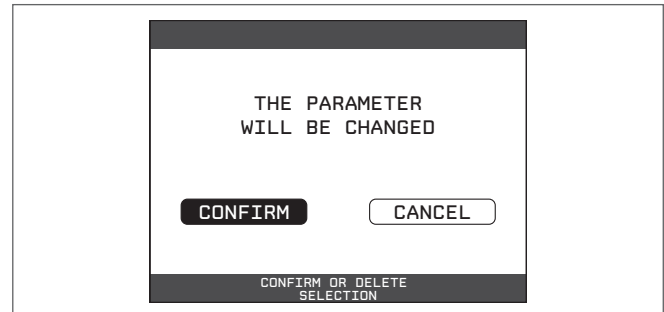 THE PARAMETER
WILL BE CHANGED
CONFIRM CANCEL
CONFIRM OR DELETE
SELECTION